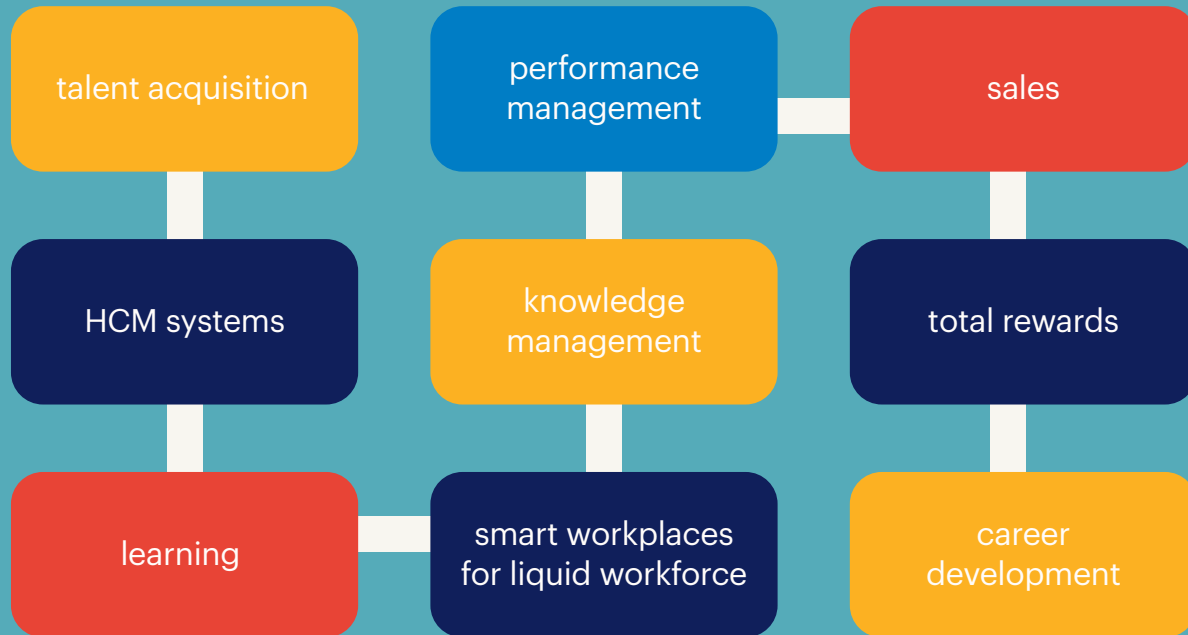 talent acquisition
performance
management
sales
HCM systems
knowledge
management
total rewards
learning
smart workplaces
for liquid workforce
career
development